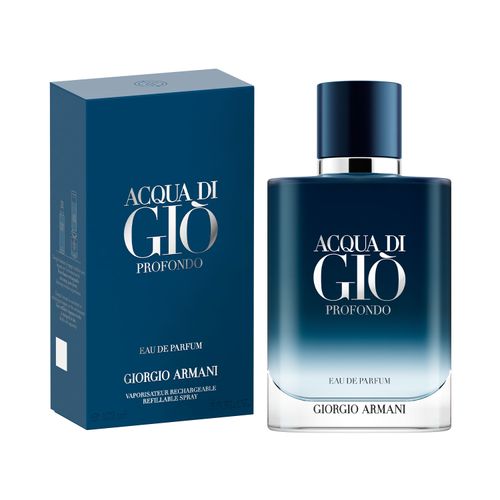 ACQUA DI
GIÒ
PROFONDO
EAU DE PARFUM
GIORGIO ARMANI
VAPORISATEUR RECHARGEABLE
REFILLABLE SPRAY
ACQUA DI
GIÒ
PROFONDO
EAU DE PARFUM
GIORGIO ARMANI